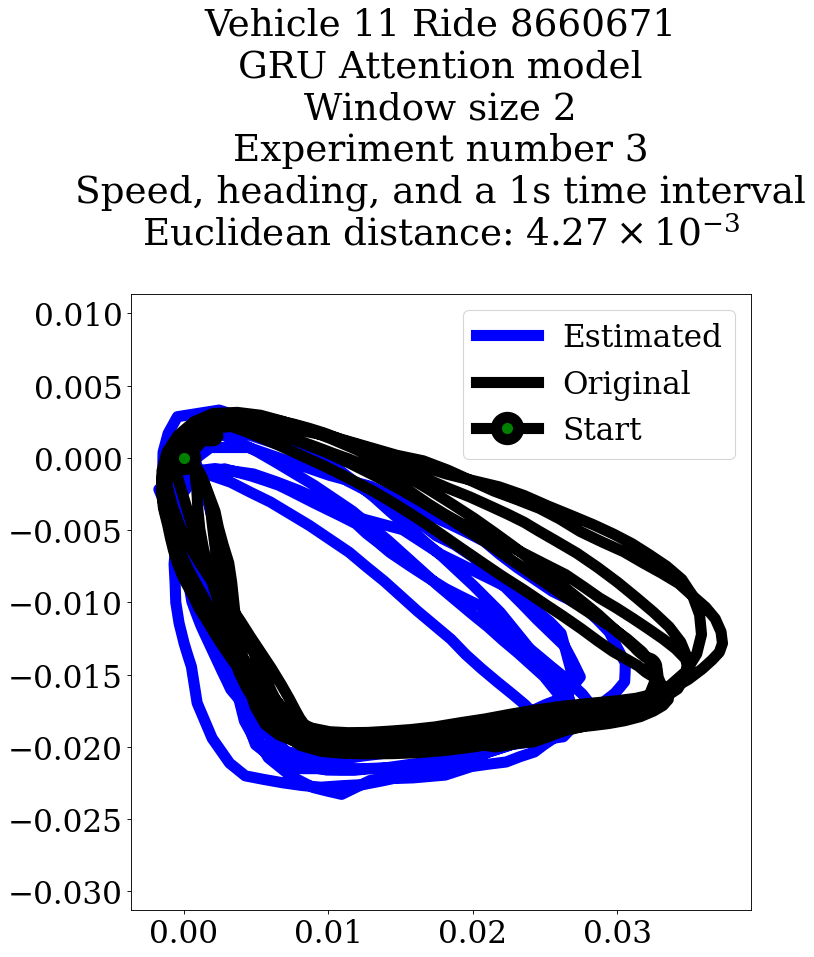 Vehicle 11 Ride 8660671
GRU Attention model
Window size 2
Experiment number 3
Speed, heading, and a 1s time interval
Euclidean distance: 4.27 × 10⁻³
Estimated
Original
Start
0.010
0.005
0.000
−0.005
−0.010
−0.015
−0.020
−0.025
−0.030
0.00 0.01 0.02 0.03